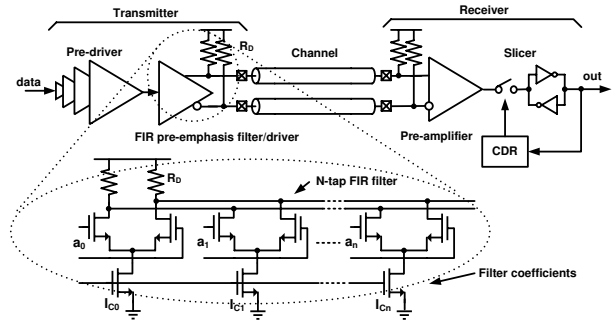 Transmitter
Receiver
Pre-driver
R_D
Channel
Slicer
data
out
FIR pre-emphasis filter/driver
Pre-amplifier
CDR
R_D
N-tap FIR filter
a_0
a_1
a_n
Filter coefficients
I_C0
I_C1
I_Cn